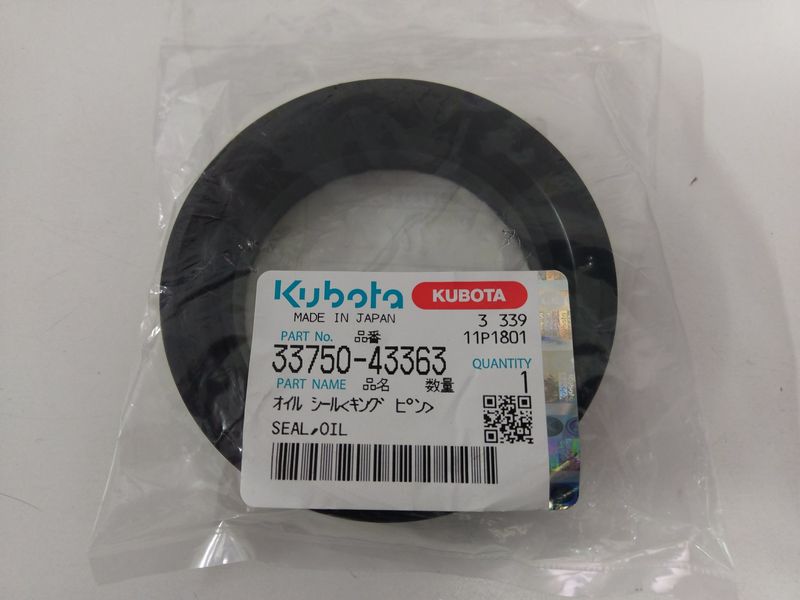 Kubota KUBOTA
MADE IN JAPAN 3 339
PART No. 品番 11P1801
33750-43363 QUANTITY
PART NAME 品名 数量 1
オイル シール<キング ピン>
SEAL,OIL